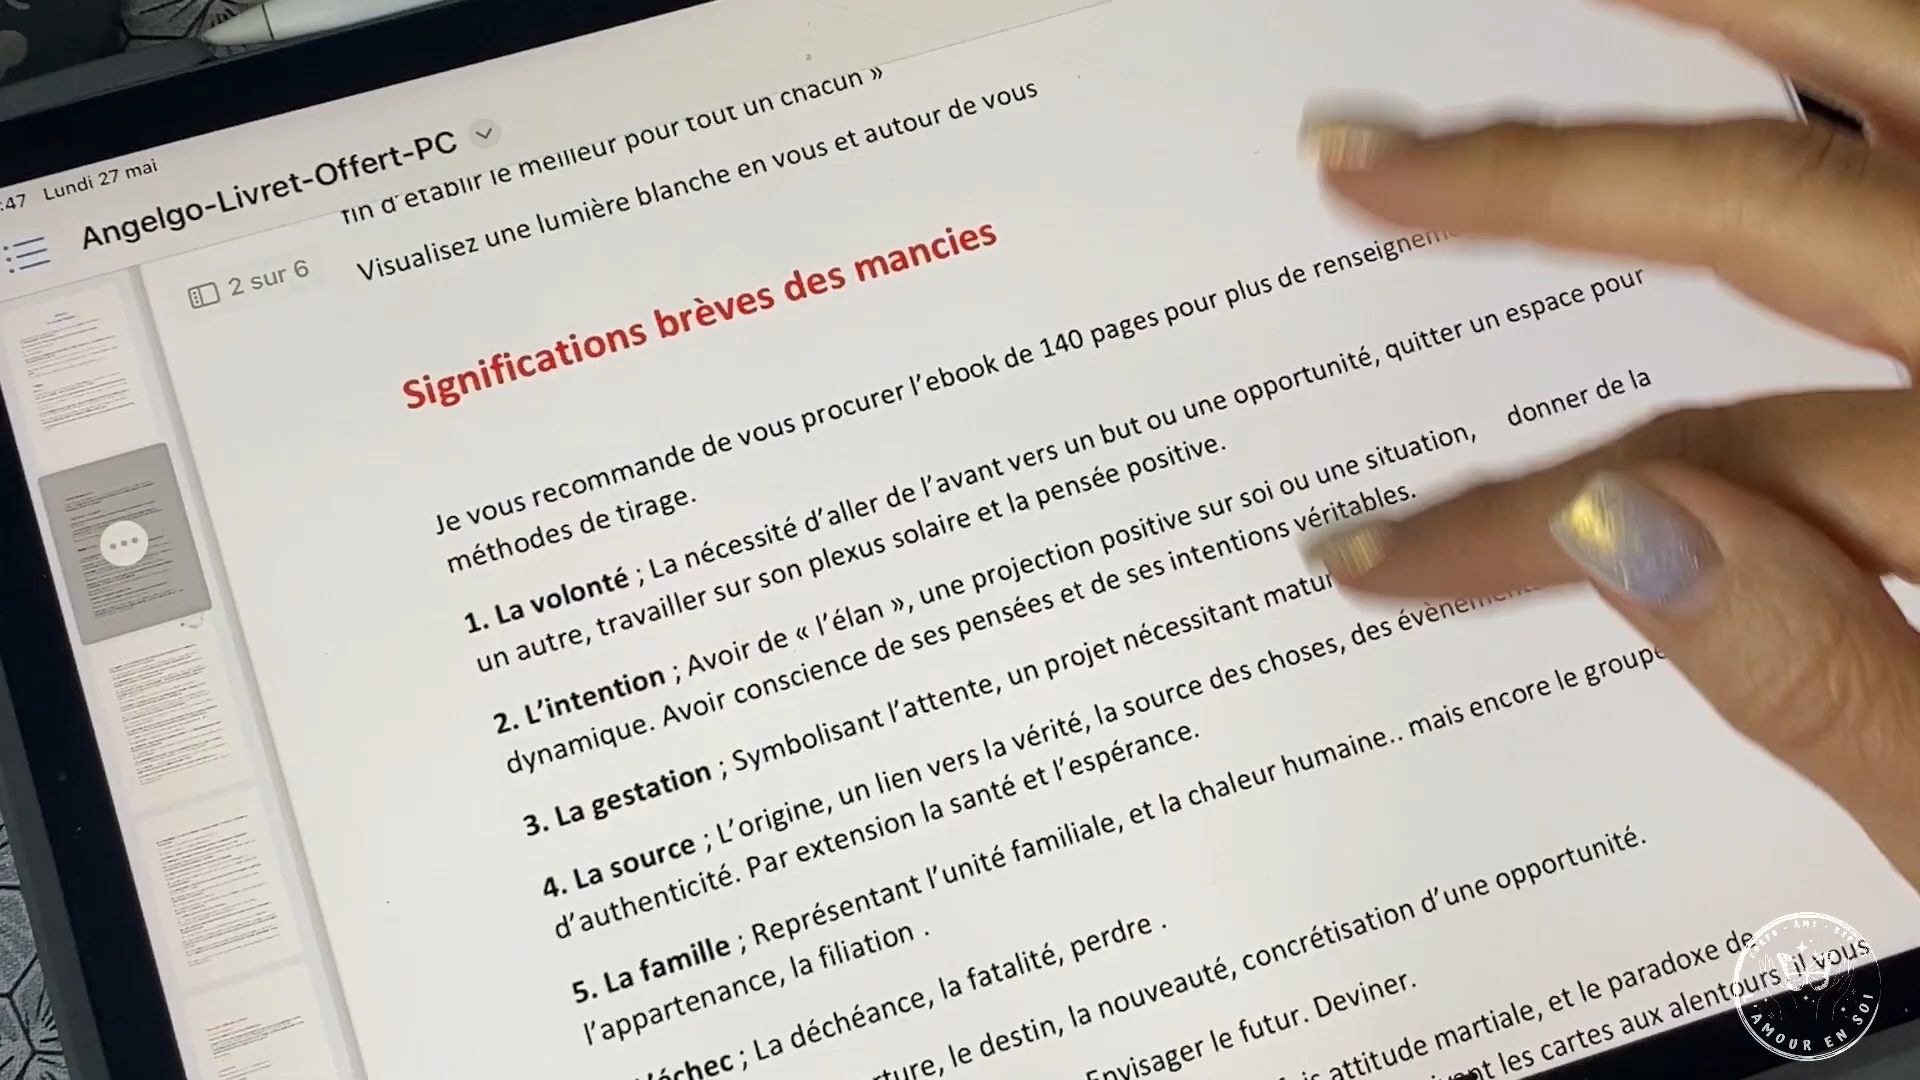 :47 Lundi 27 mai
Angelgo-Livret-Offert-PC
2 sur 6
fin d'établir le meilleur pour tout un chacun »
Visualisez une lumière blanche en vous et autour de vous
Significations brèves des mancies
Je vous recommande de vous procurer l'ebook de 140 pages pour plus de
méthodes de tirage.
1. La volonté ; La nécessité d'aller de l'avant vers un but ou une opportunité, quitter un espace pour
un autre, travailler sur son plexus solaire et la pensée positive.
2. L'intention ; Avoir de « l'élan », une projection positive sur soi ou une situation, donner de la
dynamique. Avoir conscience de ses pensées et de ses intentions véritables.
3. La gestation ; Symbolisant l'attente, un projet nécessitant
4. La source ; L'origine, un lien vers la vérité, la source des choses, des
d'authenticité. Par extension la santé et l'espérance.
5. La famille ; Représentant l'unité familiale, et la chaleur humaine.. mais encore le groupe
l'appartenance, la filiation .
; La déchéance, la fatalité, perdre .
le destin, la nouveauté, concrétisation d'une opportunité.
Envisager le futur. Deviner.
attitude martiale, et le paradoxe de
les cartes aux alentours, il vous
AMOUR EN SOI